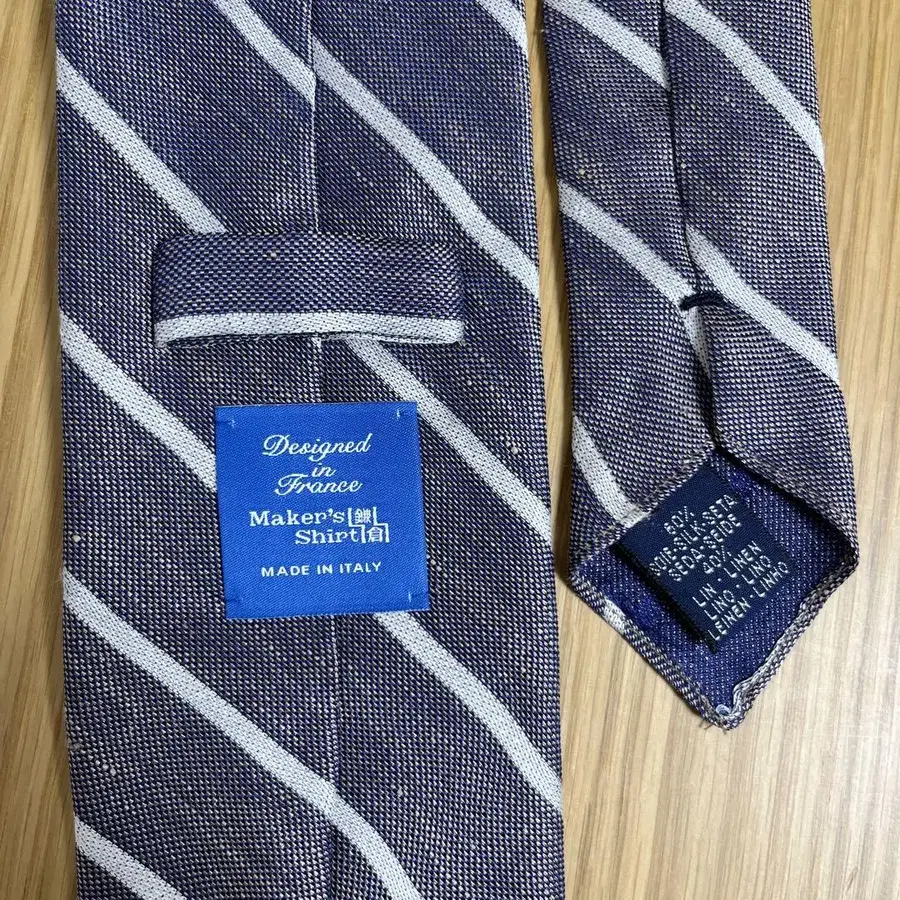 Designed
in
France
Maker's 鎌
Shirt 倉
MADE IN ITALY
60%
SOIE-SILK-SETA
SEDA-SEIDE
40%
LIN - LINEN
LINO - LINO
LEINEN-LINHO